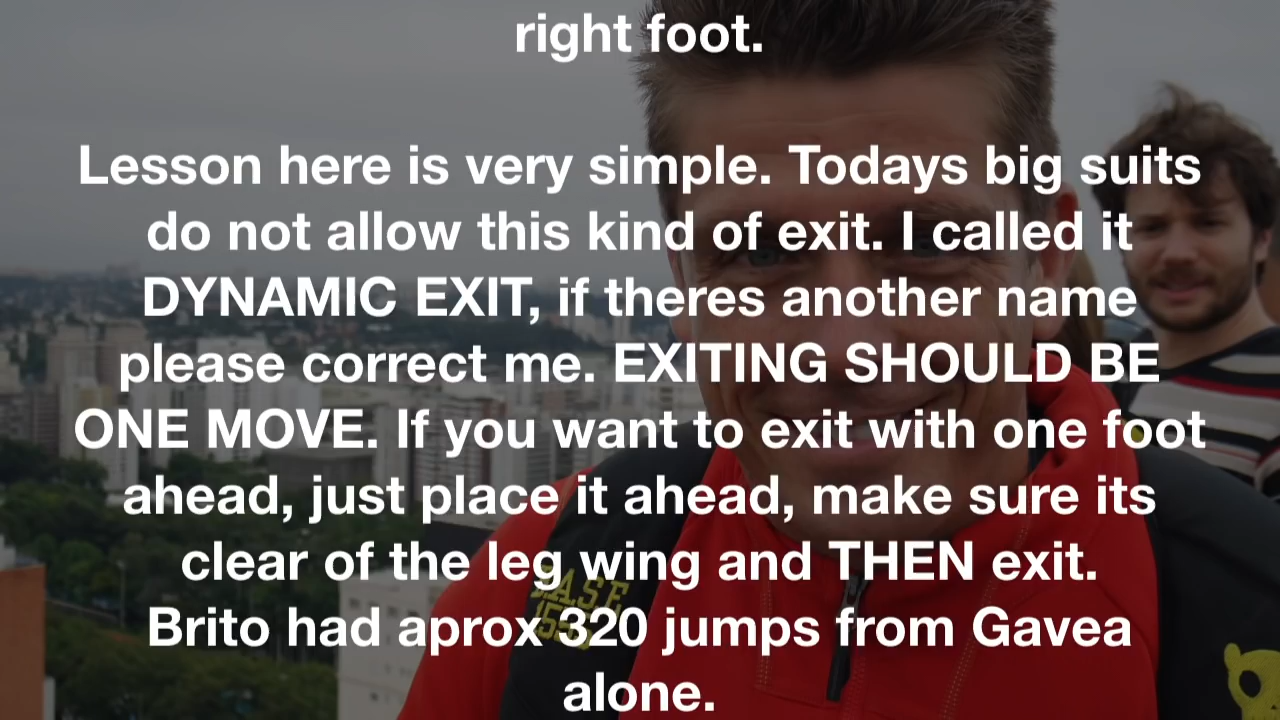 right foot.
Lesson here is very simple. Todays big suits
do not allow this kind of exit. I called it
DYNAMIC EXIT, if theres another name
please correct me. EXITING SHOULD BE
ONE MOVE. If you want to exit with one foot
ahead, just place it ahead, make sure its
clear of the leg wing and THEN exit.
Brito had aprox 320 jumps from Gavea
alone.
BASE